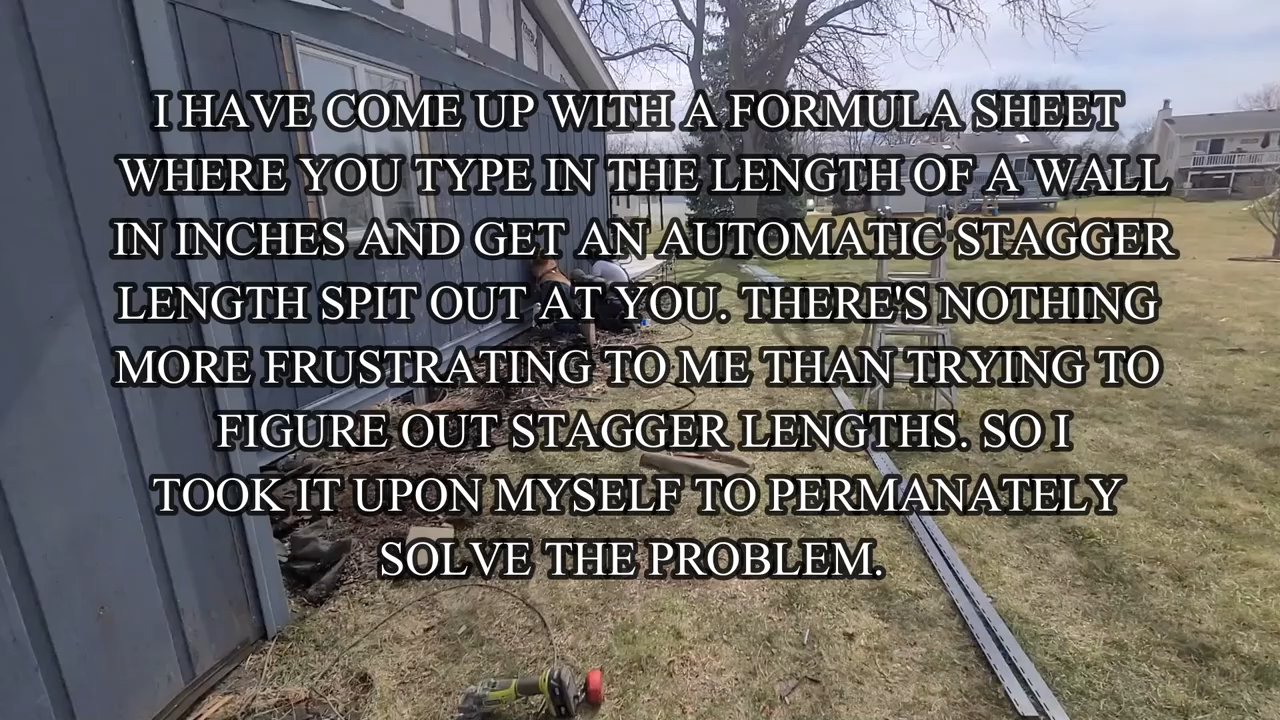 I HAVE COME UP WITH A FORMULA SHEET
WHERE YOU TYPE IN THE LENGTH OF A WALL
IN INCHES AND GET AN AUTOMATIC STAGGER
LENGTH SPIT OUT AT YOU. THERE'S NOTHING
MORE FRUSTRATING TO ME THAN TRYING TO
FIGURE OUT STAGGER LENGTHS. SO I
TOOK IT UPON MYSELF TO PERMANATELY
SOLVE THE PROBLEM.